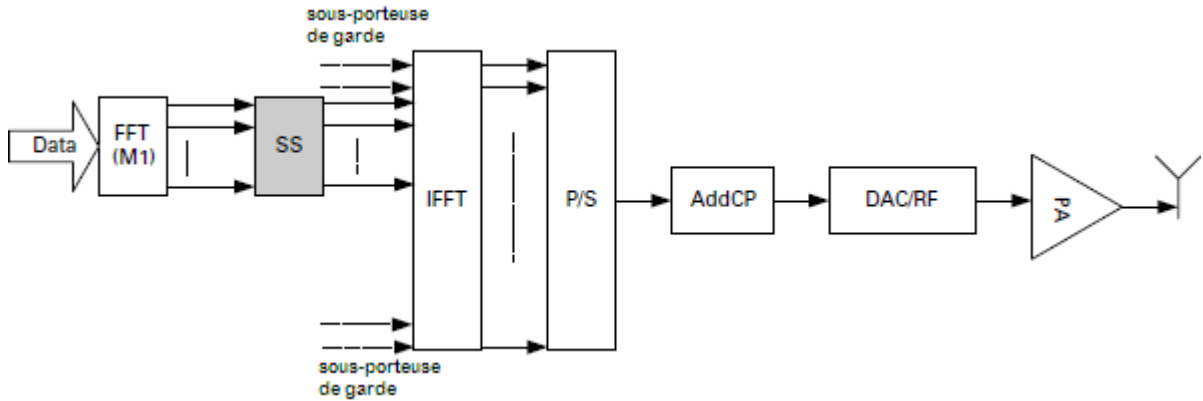 sous-porteuse
de garde
Data
FFT
(M1)
SS
IFFT
P/S
AddCP
DAC/RF
PA
sous-porteuse
de garde